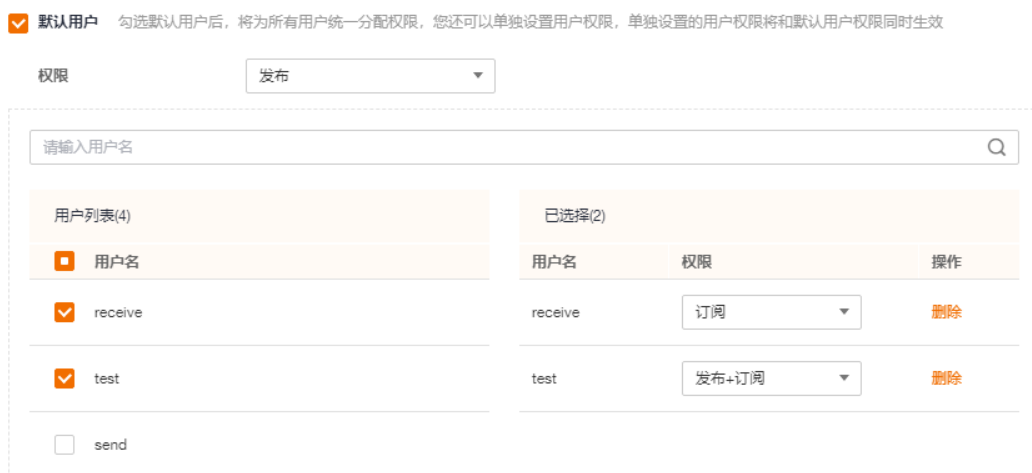 默认用户 勾选默认用户后，将为所有用户统一分配权限，您还可以单独设置用户权限，单独设置的用户权限将和默认用户权限同时生效
权限 发布
请输入用户名
用户列表(4) 已选择(2)
用户名 用户名 权限 操作
receive receive 订阅 删除
test test 发布+订阅 删除
send